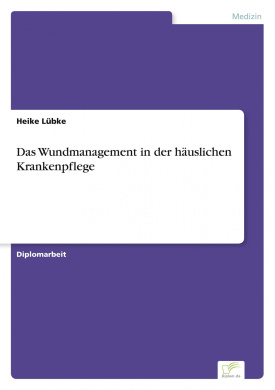 Medizin
Heike Lübke
Das Wundmanagement in der häuslichen
Krankenpflege
Diplomarbeit